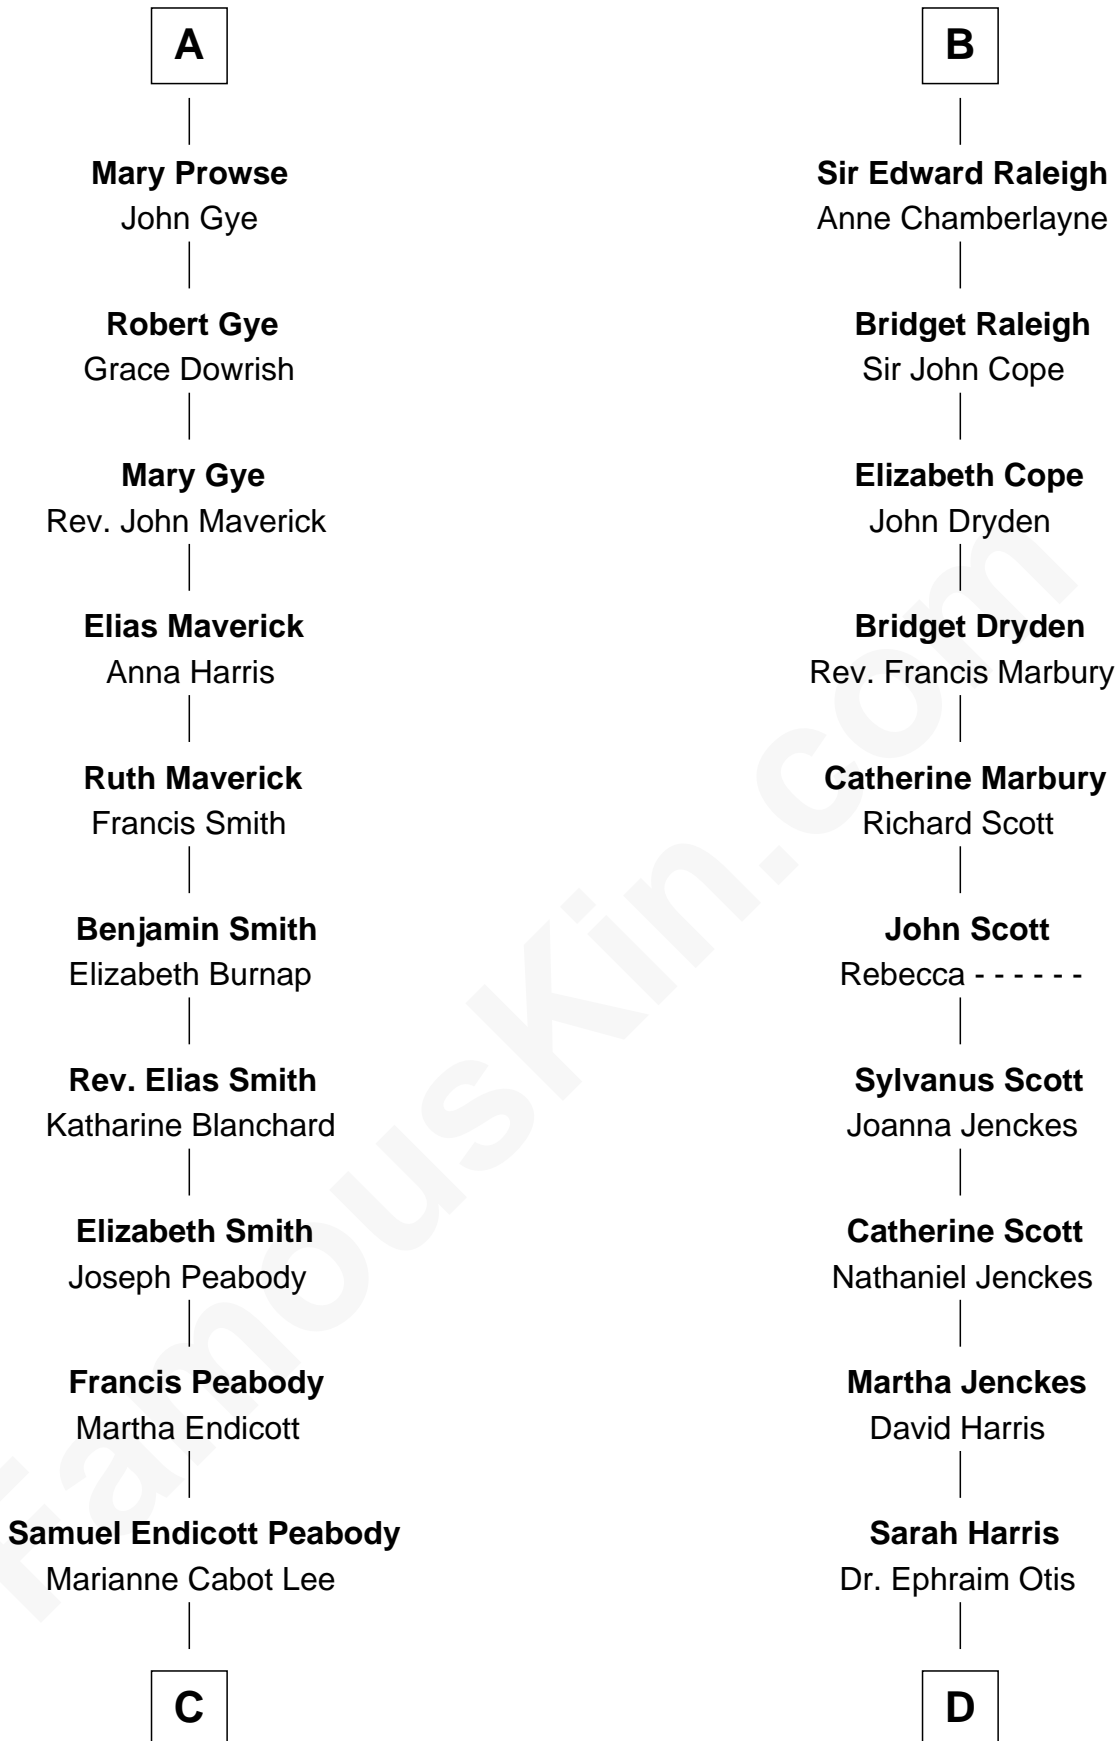 A
Mary Prowse
John Gye
Robert Gye
Grace Dowrish
Mary Gye
Rev. John Maverick
Elias Maverick
Anna Harris
Ruth Maverick
Francis Smith
Benjamin Smith
Elizabeth Burnap
Rev. Elias Smith
Katharine Blanchard
Elizabeth Smith
Joseph Peabody
Francis Peabody
Martha Endicott
Samuel Endicott Peabody
Marianne Cabot Lee
C
B
Sir Edward Raleigh
Anne Chamberlayne
Bridget Raleigh
Sir John Cope
Elizabeth Cope
John Dryden
Bridget Dryden
Rev. Francis Marbury
Catherine Marbury
Richard Scott
John Scott
Rebecca - - - - - -
Sylvanus Scott
Joanna Jenckes
Catherine Scott
Nathaniel Jenckes
Martha Jenckes
David Harris
Sarah Harris
Dr. Ephraim Otis
D
FamousKin.com